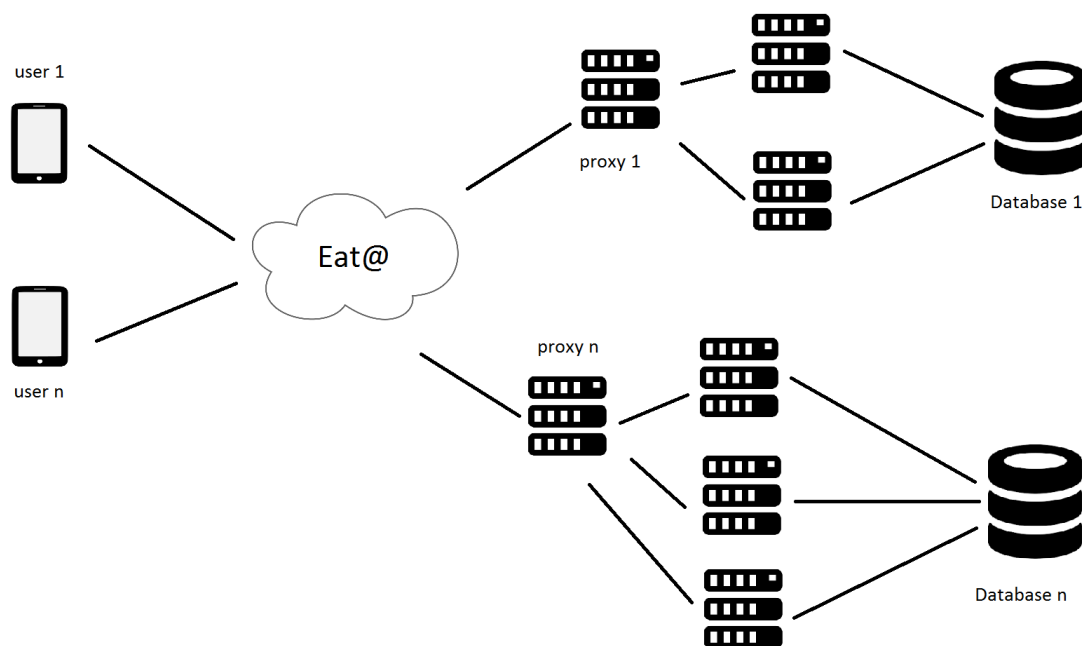 user 1
proxy 1
Database 1
Eat@
proxy n
user n
Database n